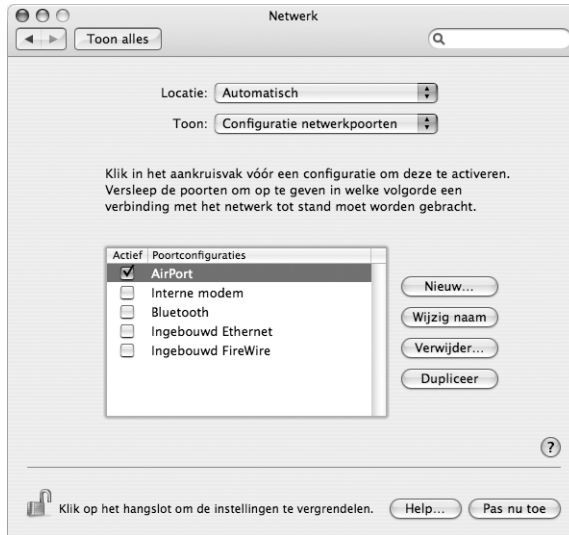 Netwerk
Toon alles
Locatie: Automatisch
Toon: Configuratie netwerkpoorten
Klik in het aankruisvak vóór een configuratie om deze te activeren.
Versleep de poorten om op te geven in welke volgorde een
verbinding met het netwerk tot stand moet worden gebracht.
Actief Poortconfiguraties
AirPort
Interne modem
Bluetooth
Ingebouwd Ethernet
Ingebouwd FireWire
Nieuw...
Wijzig naam
Verwijder...
Dupliceer
?
Klik op het hangslot om de instellingen te vergrendelen.
Help...
Pas nu toe